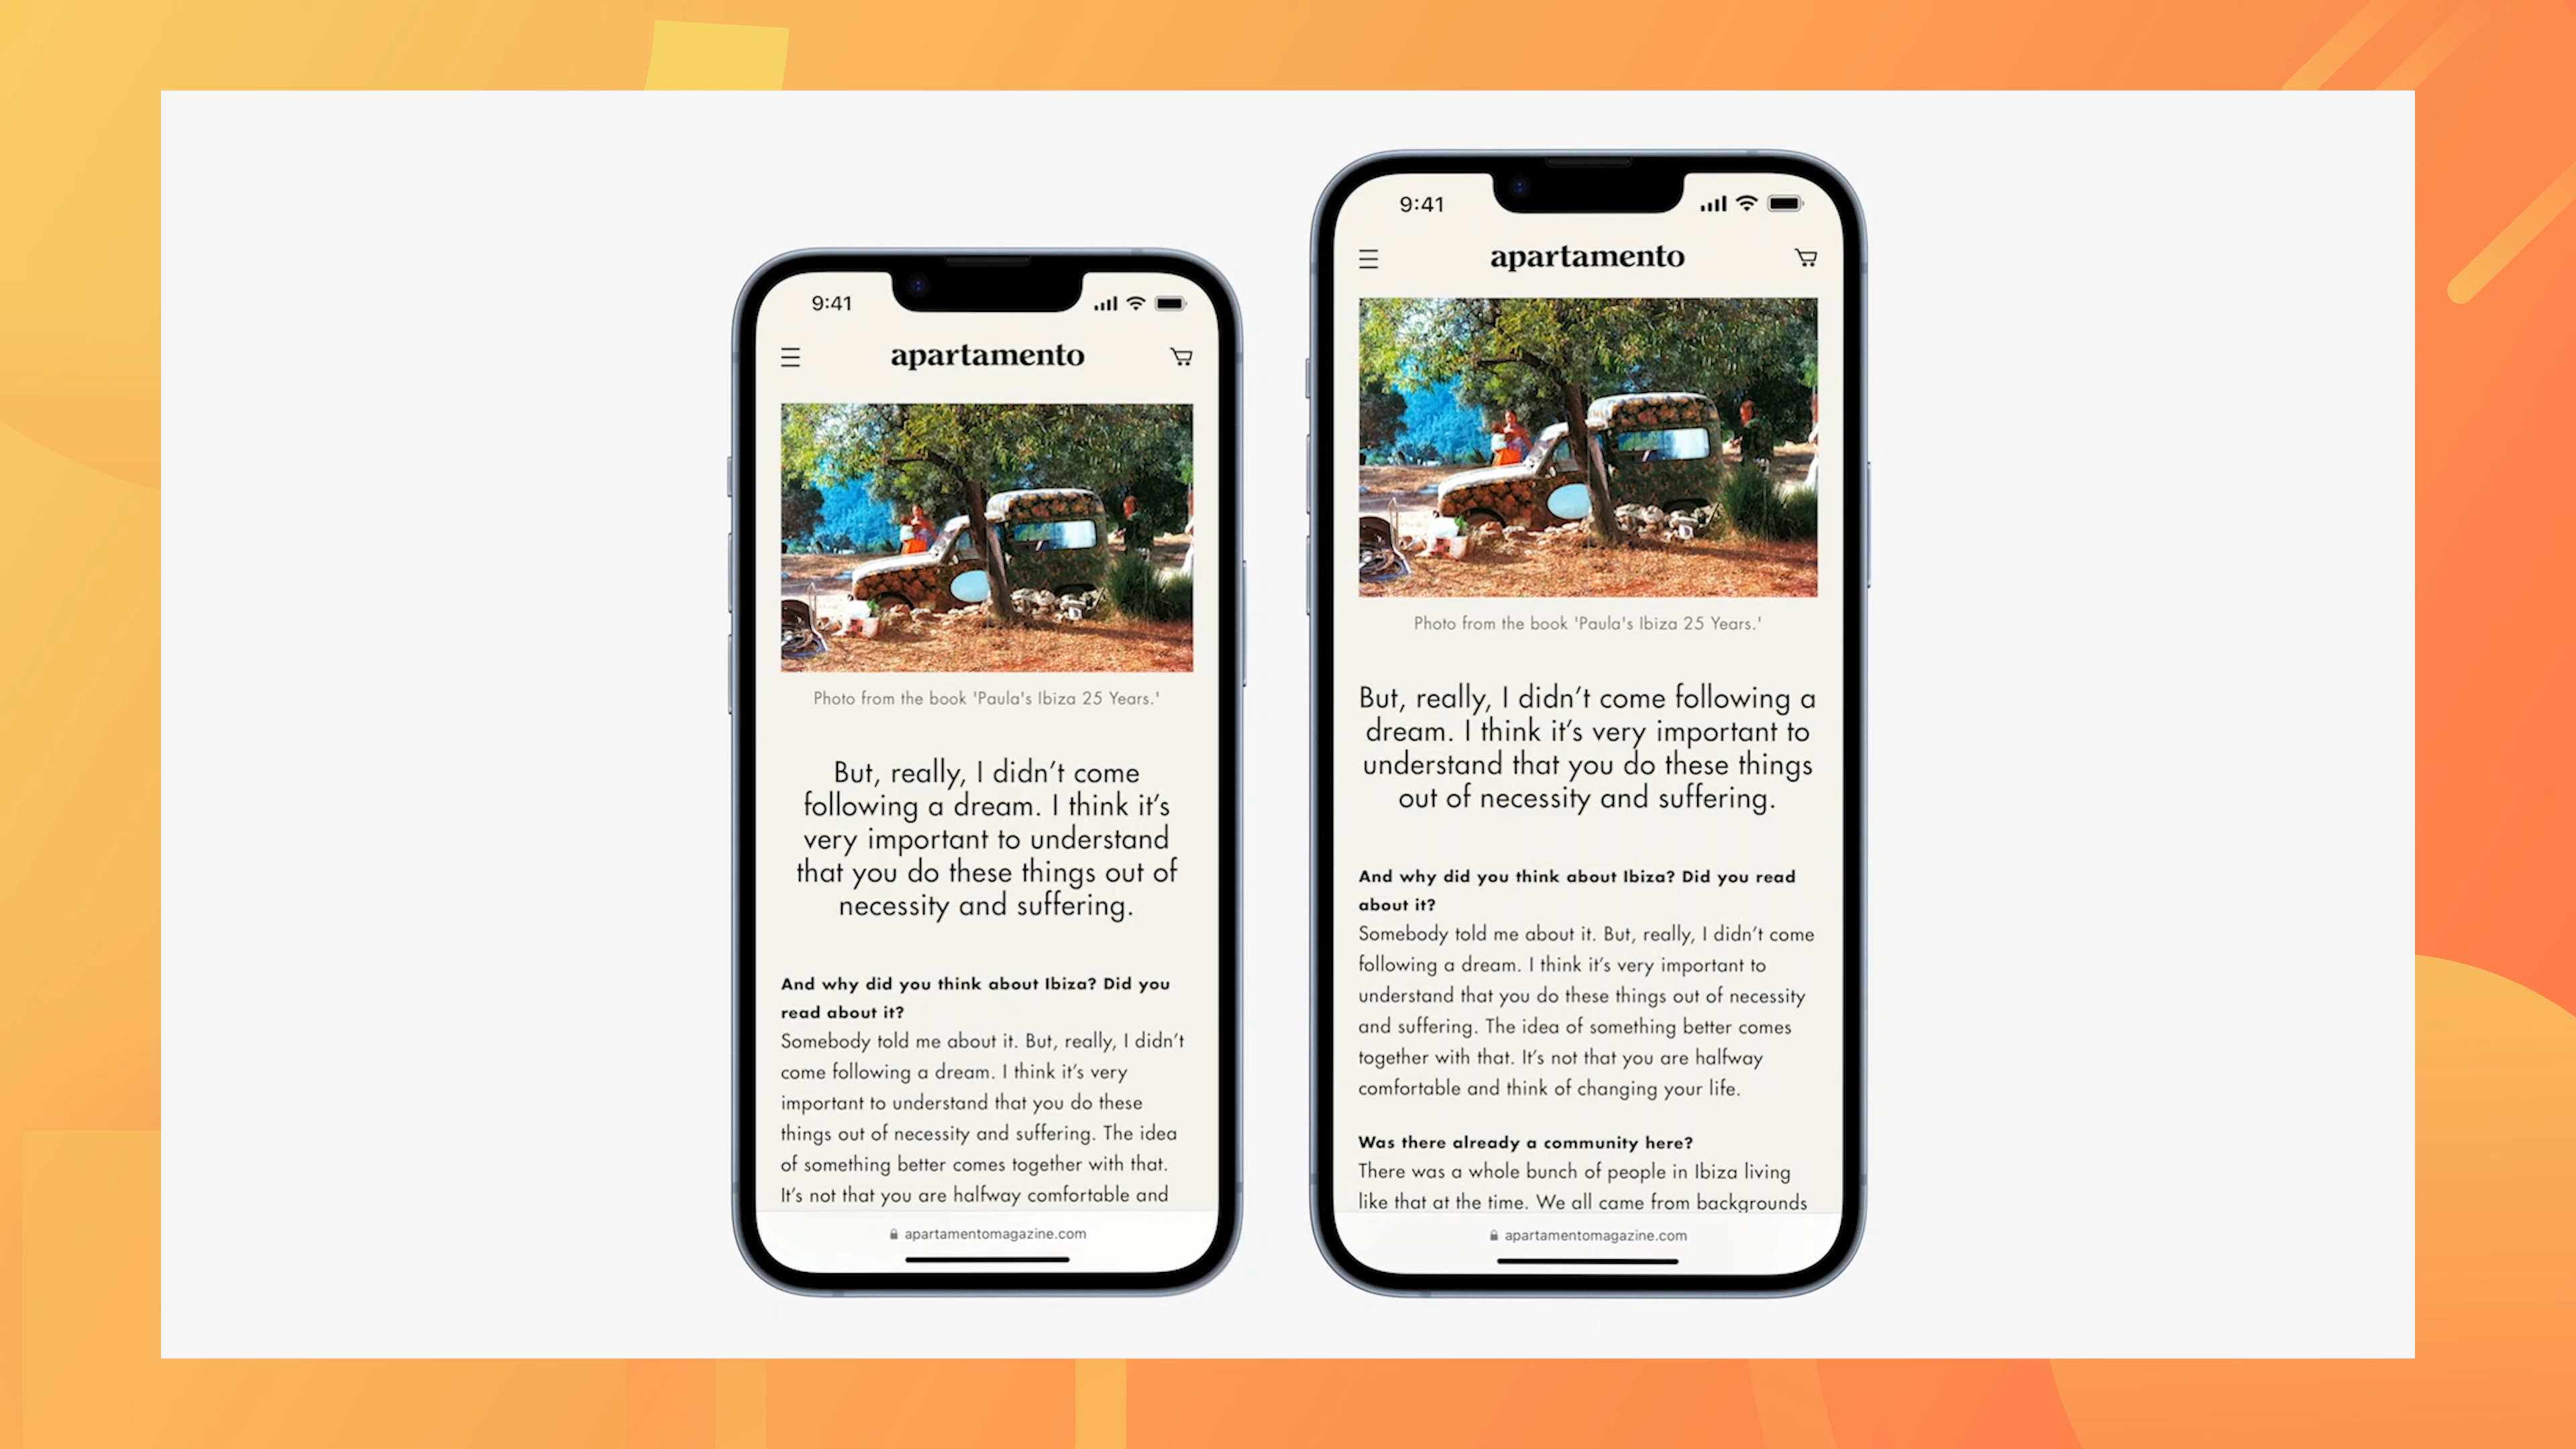 9:41
apartamento
Photo from the book 'Paula's Ibiza 25 Years.'
But, really, I didn't come
following a dream. I think it's
very important to understand
that you do these things out of
necessity and suffering.
And why did you think about Ibiza? Did you
read about it?
Somebody told me about it. But, really, I didn't
come following a dream. I think it's very
important to understand that you do these
things out of necessity and suffering. The idea
of something better comes together with that.
It's not that you are halfway comfortable and
apartamentomagazine.com
9:41
apartamento
Photo from the book 'Paula's Ibiza 25 Years.'
But, really, I didn't come following a
dream. I think it's very important to
understand that you do these things
out of necessity and suffering.
And why did you think about Ibiza? Did you read
about it?
Somebody told me about it. But, really, I didn't come
following a dream. I think it's very important to
understand that you do these things out of necessity
and suffering. The idea of something better comes
together with that. It's not that you are halfway
comfortable and think of changing your life.
Was there already a community here?
There was a whole bunch of people in Ibiza living
like that at the time. We all came from backgrounds
apartamentomagazine.com